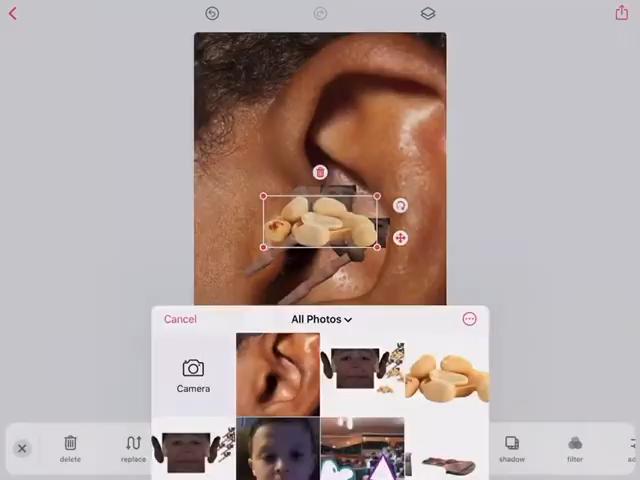 Cancel
All Photos
Camera
delete
replace
shadow
filter